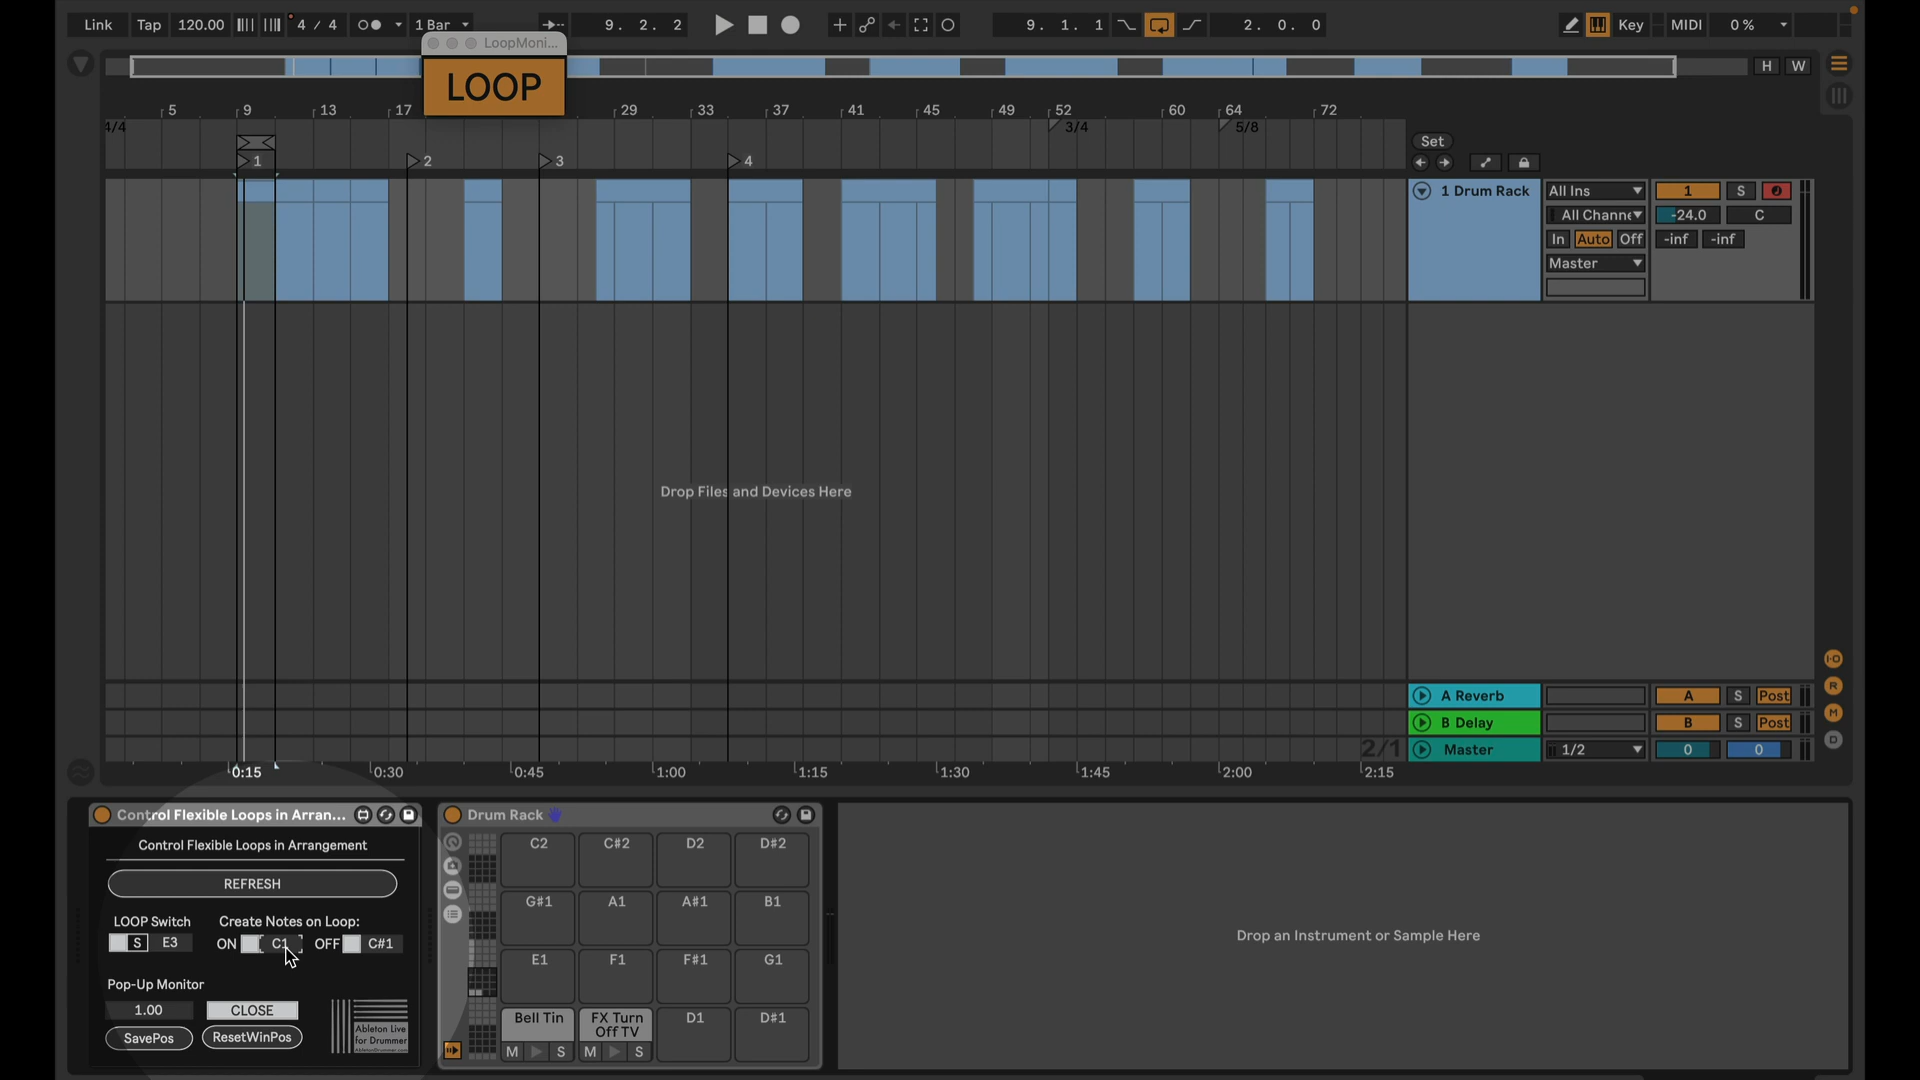 Link Tap 120.00 4 / 4 1 Bar 9. 2. 2 9. 1. 1 2. 0. 0 Key MIDI 0 %
LoopMoni...
LOOP
H W
5 9 13 17 29 33 37 41 45 49 52 60 64 72
4/4 3/4 5/8
Set
1 2 3 4
1 Drum Rack All Ins 1 S
All Channe -24.0 C
In Auto Off -inf -inf
Master
Drop Files and Devices Here
A Reverb A S Post
B Delay B S Post
2/1 Master 1/2 0 0
I·O
R
M
D
0:15 0:30 0:45 1:00 1:15 1:30 1:45 2:00 2:15
Control Flexible Loops in Arran...
Control Flexible Loops in Arrangement
REFRESH
LOOP Switch Create Notes on Loop:
S E3 ON C1 OFF C#1
Pop-Up Monitor
1.00 CLOSE
SavePos ResetWinPos
Ableton Live
for Drummer
Drum Rack
C2 C#2 D2 D#2
G#1 A1 A#1 B1
E1 F1 F#1 G1
Bell Tin FX Turn Off TV D1 D#1
M S M S
Drop an Instrument or Sample Here